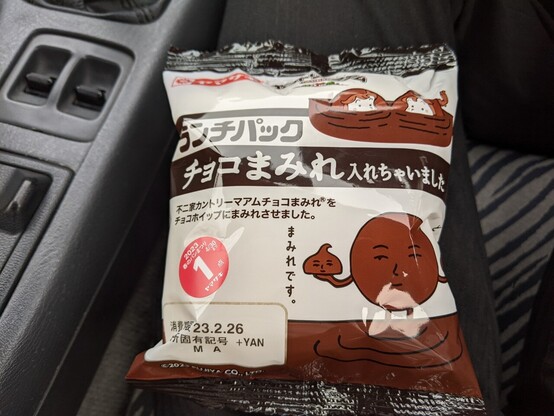 ランチパック
チョコまみれ入れちゃいました
不二家カントリーマアムチョコまみれ®を
チョコホイップにまみれさせました。
まみれです。
2023
1
消費期限23.2.26
造所固有記号 +YAN
M A